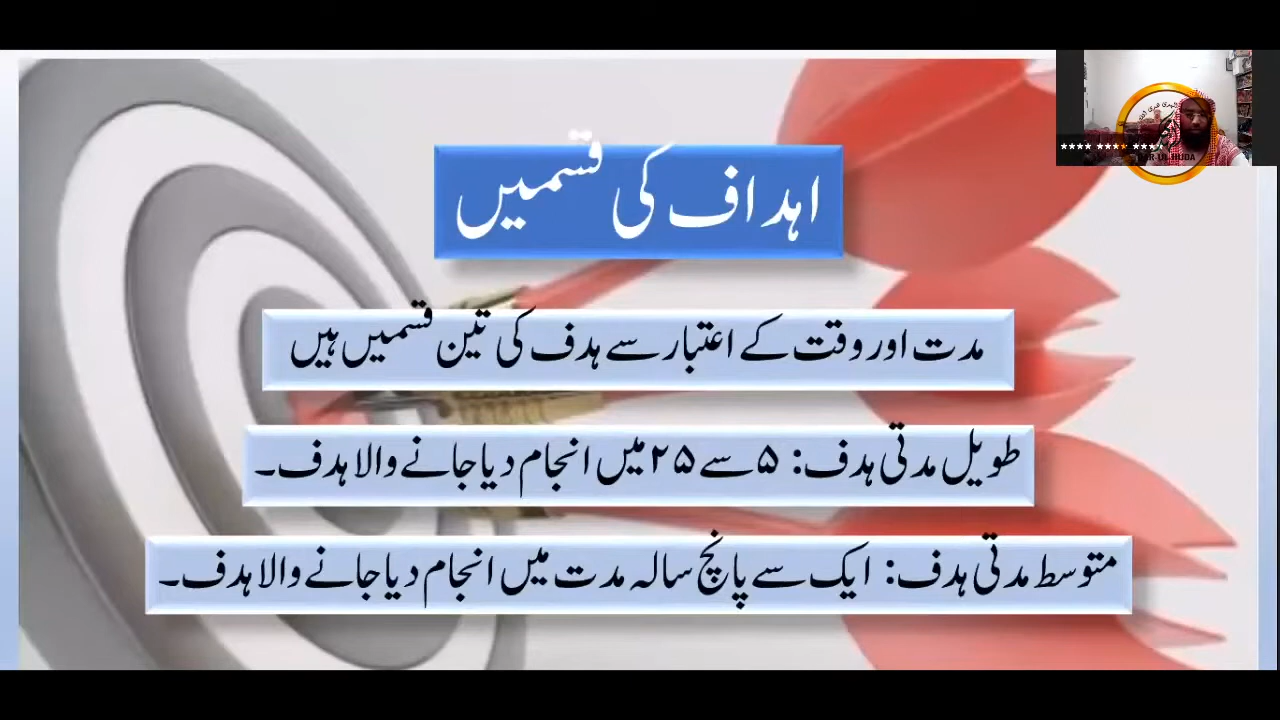 اہداف کی قسمیں
مدت اور وقت کے اعتبار سے ہدف کی تین قسمیں ہیں
طویل مدتی ہدف: ۵ سے ۲۵ میں انجام دیا جانے والا ہدف۔
متوسط مدتی ہدف: ایک سے پانچ سالہ مدت میں انجام دیا جانے والا ہدف۔
**** **** ***
UL HUDA